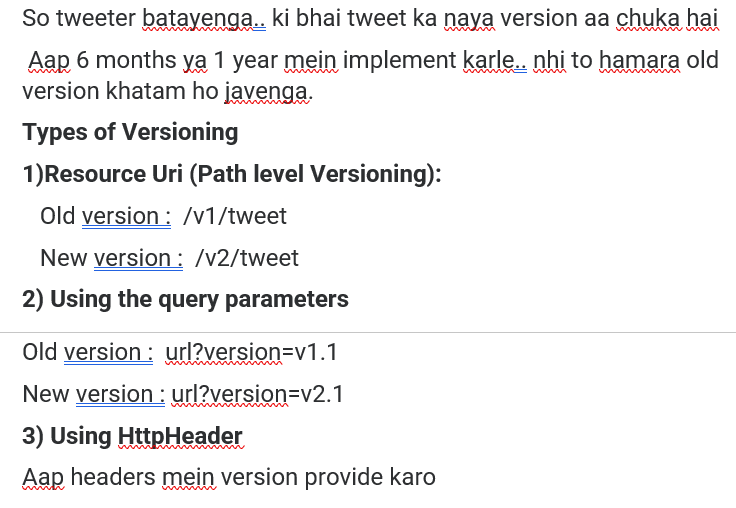 So tweeter batayenga.. ki bhai tweet ka naya version aa chuka hai
Aap 6 months ya 1 year mein implement karle.. nhi to hamara old
version khatam ho javenga.
Types of Versioning
1)Resource Uri (Path level Versioning):
Old version :  /v1/tweet
New version :  /v2/tweet
2) Using the query parameters
Old version :  url?version=v1.1
New version : url?version=v2.1
3) Using HttpHeader
Aap headers mein version provide karo